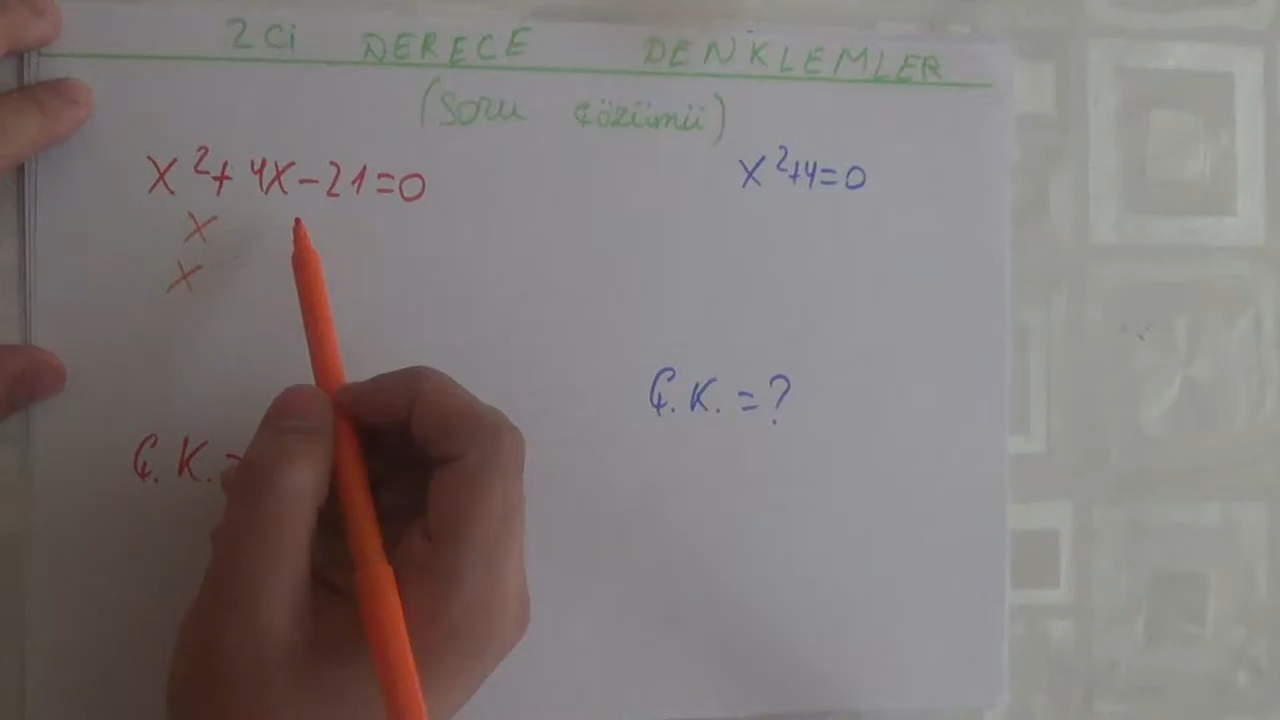 2Ci DERECE DENKLEMLER
(Soru çözümü)
x²+4x-21=0
x
x
Ç.K.=
x²+4=0
Ç.K.=?